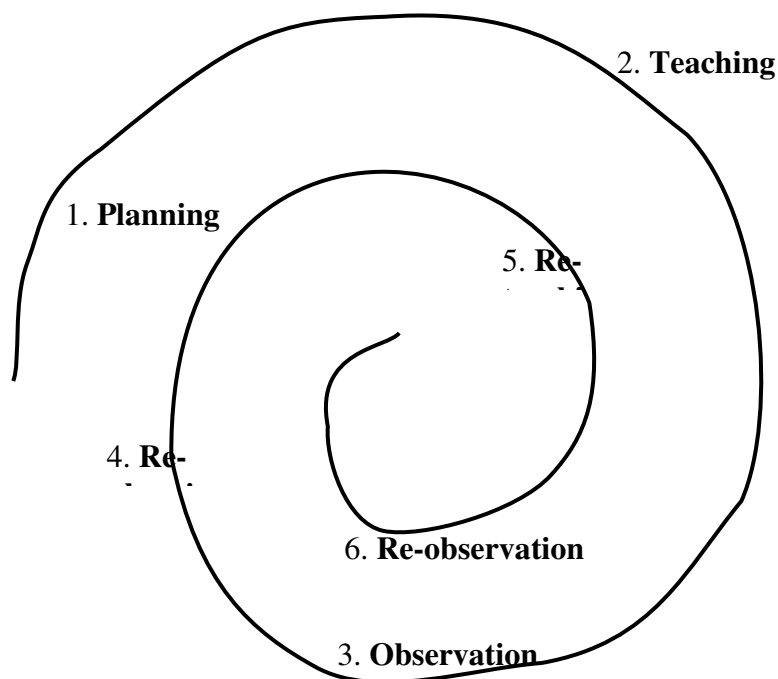 1. Planning
2. Teaching
3. Observation
4. Re-
5. Re-
6. Re-observation